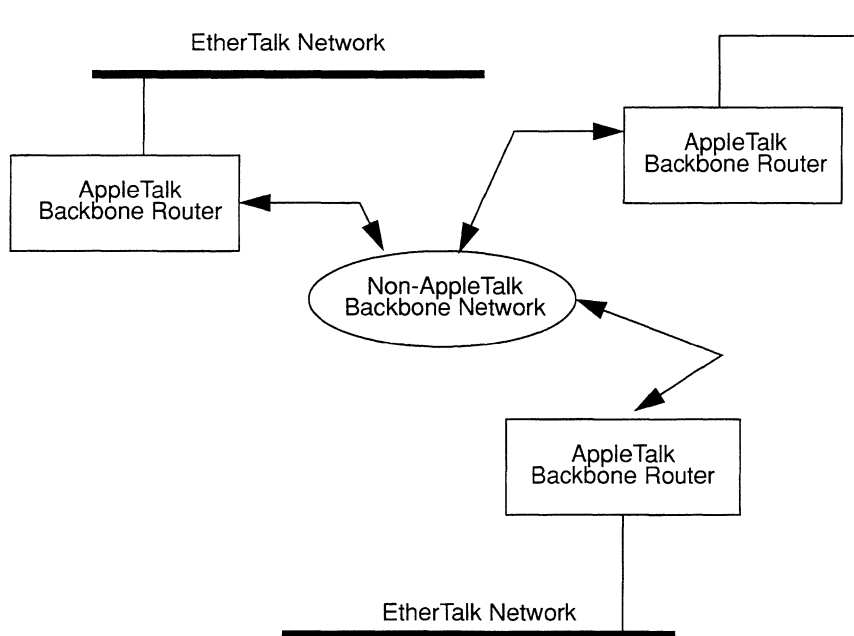 EtherTalk Network
AppleTalk
Backbone Router
AppleTalk
Backbone Router
Non-AppleTalk
Backbone Network
AppleTalk
Backbone Router
EtherTalk Network